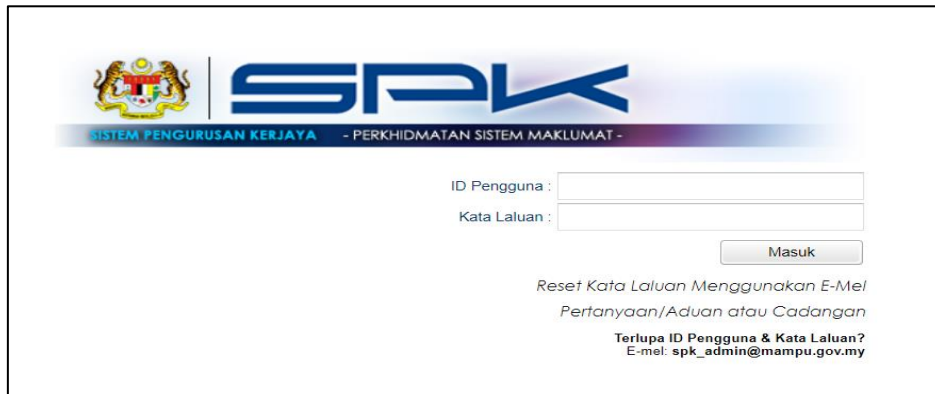 SPK
SISTEM PENGURUSAN KERJAYA - PERKHIDMATAN SISTEM MAKLUMAT -
ID Pengguna :
Kata Laluan :
Masuk
Reset Kata Laluan Menggunakan E-Mel
Pertanyaan/Aduan atau Cadangan
Terlupa ID Pengguna & Kata Laluan?
E-mel: spk_admin@mampu.gov.my